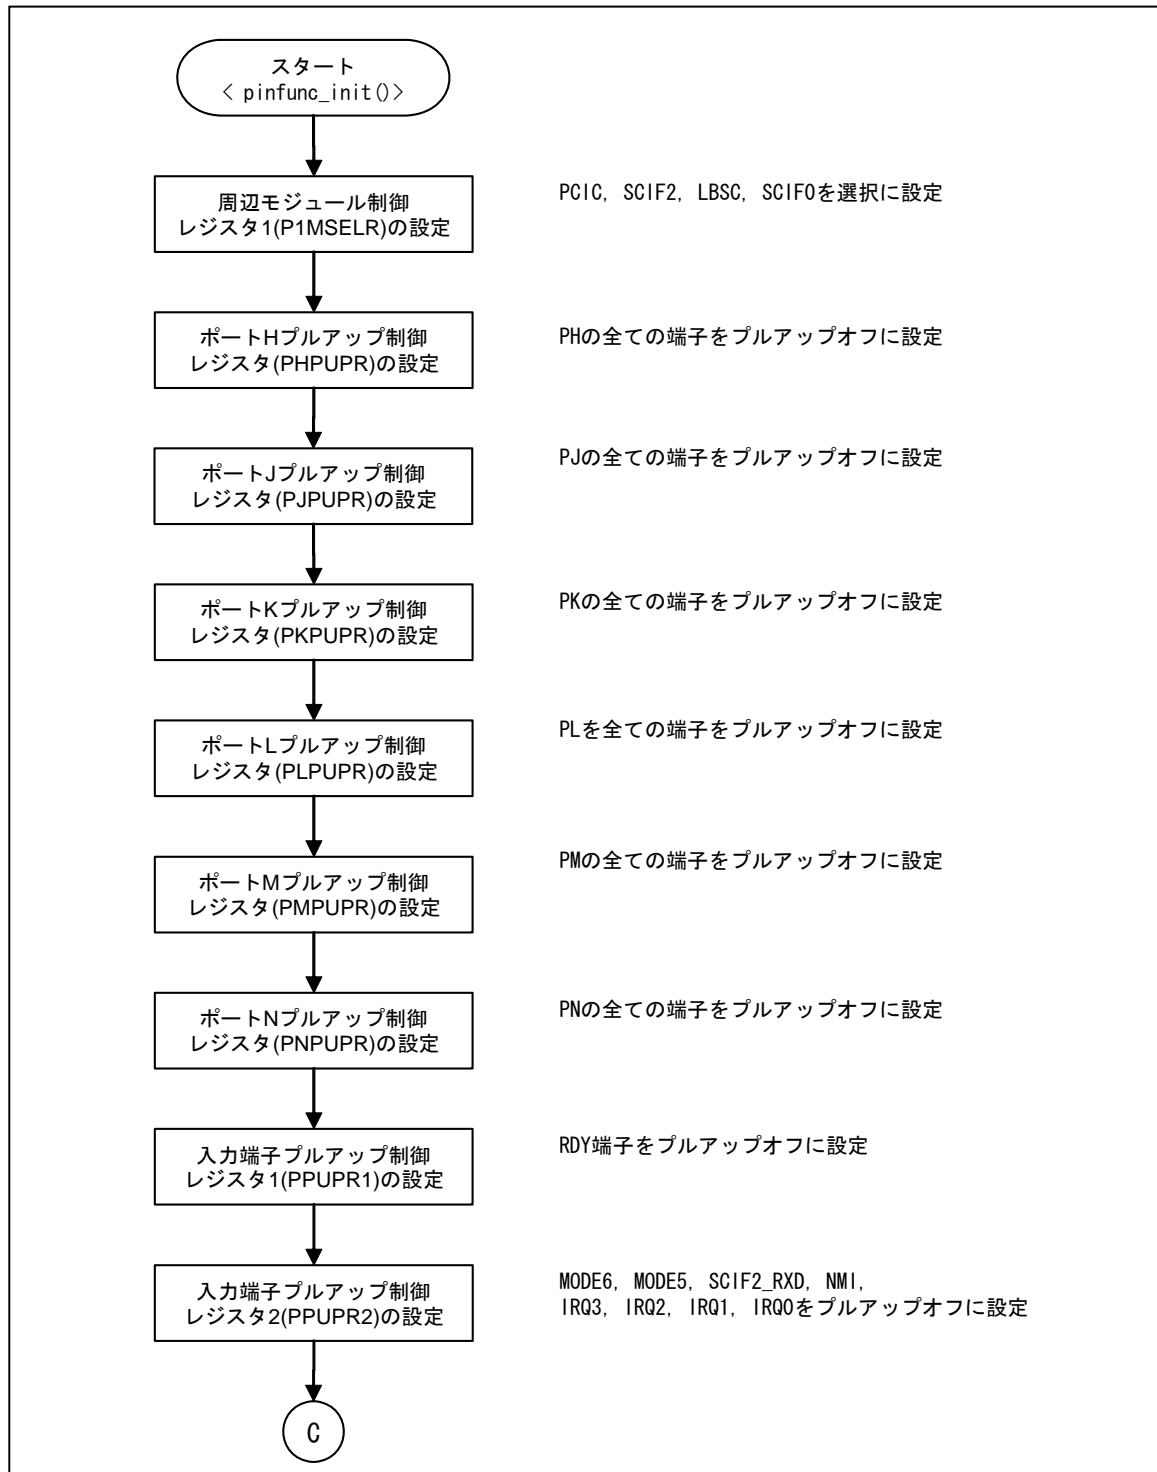 スタート
< pinfunc_init()>
周辺モジュール制御
レジスタ1(P1MSELR)の設定
PCIC, SCIF2, LBSC, SCIF0を選択に設定
ポートHプルアップ制御
レジスタ(PHPUPR)の設定
PHの全ての端子をプルアップオフに設定
ポートJプルアップ制御
レジスタ(PJPUPR)の設定
PJの全ての端子をプルアップオフに設定
ポートKプルアップ制御
レジスタ(PKPUPR)の設定
PKの全ての端子をプルアップオフに設定
ポートLプルアップ制御
レジスタ(PLPUPR)の設定
PLを全ての端子をプルアップオフに設定
ポートMプルアップ制御
レジスタ(PMPUPR)の設定
PMの全ての端子をプルアップオフに設定
ポートNプルアップ制御
レジスタ(PNPUPR)の設定
PNの全ての端子をプルアップオフに設定
入力端子プルアップ制御
レジスタ1(PPUPR1)の設定
RDY端子をプルアップオフに設定
入力端子プルアップ制御
レジスタ2(PPUPR2)の設定
MODE6, MODE5, SCIF2_RXD, NMI,
IRQ3, IRQ2, IRQ1, IRQ0をプルアップオフに設定
C